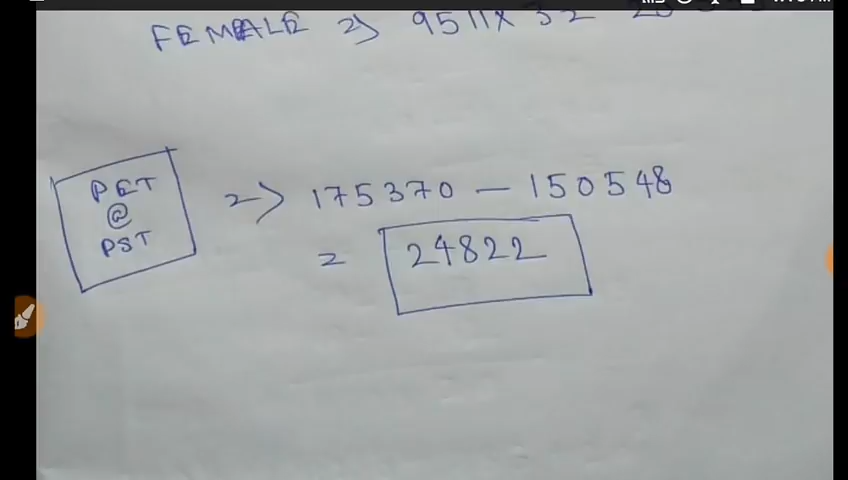 FEMALE => 9511 x 32
PET
@
PST
=> 175370 - 150548
= 24822